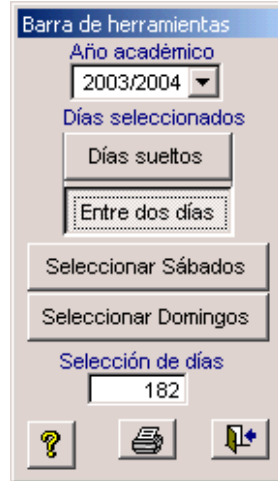 Barra de herramientas
Año académico
2003/2004
Días seleccionados
Días sueltos
Entre dos días
Seleccionar Sábados
Seleccionar Domingos
Selección de días
182
?